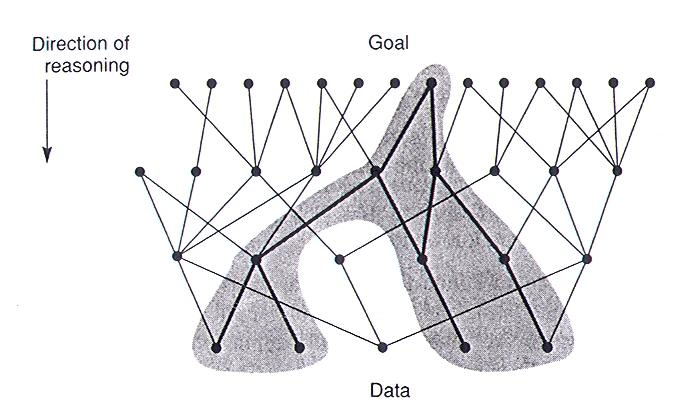 Direction of
reasoning
Goal
Data